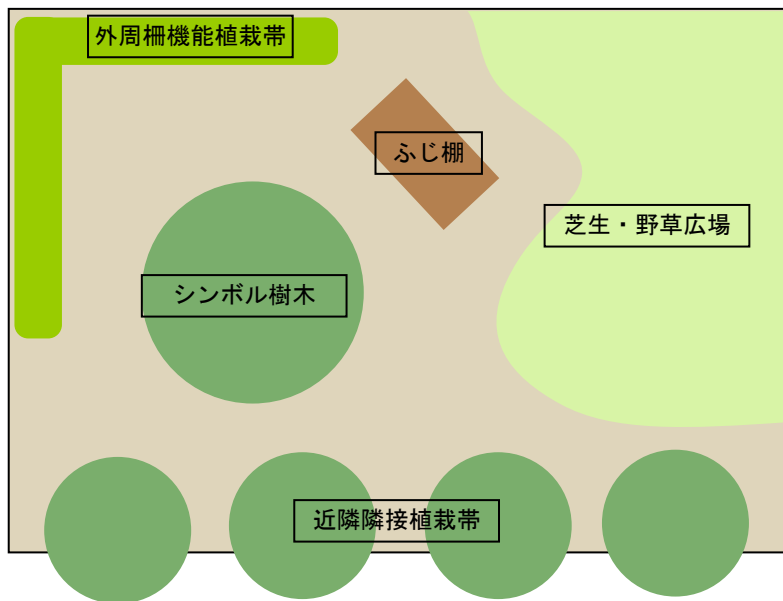 外周柵機能植栽帯
ふじ棚
芝生・野草広場
シンボル樹木
近隣隣接植栽帯